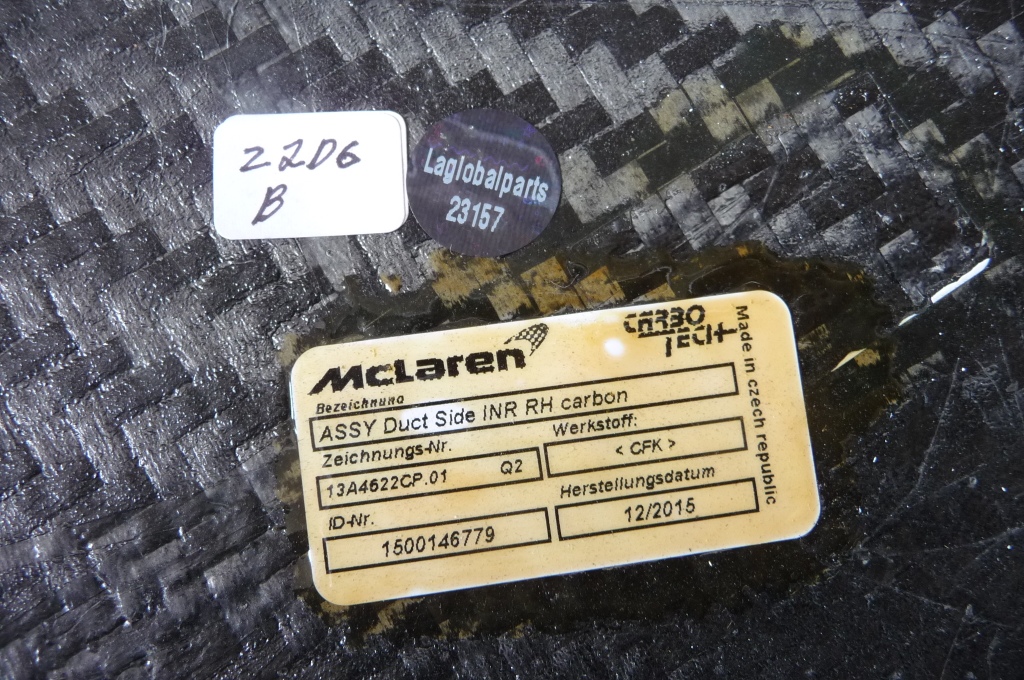 22D6
B
Laglobalparts
23157
McLaren
CARBO
TECH
Bezeichnung
ASSY Duct Side INR RH carbon
Zeichnungs-Nr.
13A4622CP.01 Q2
Werkstoff:
< CFK >
ID-Nr.
1500146779
Herstellungsdatum
12/2015
Made in czech republic